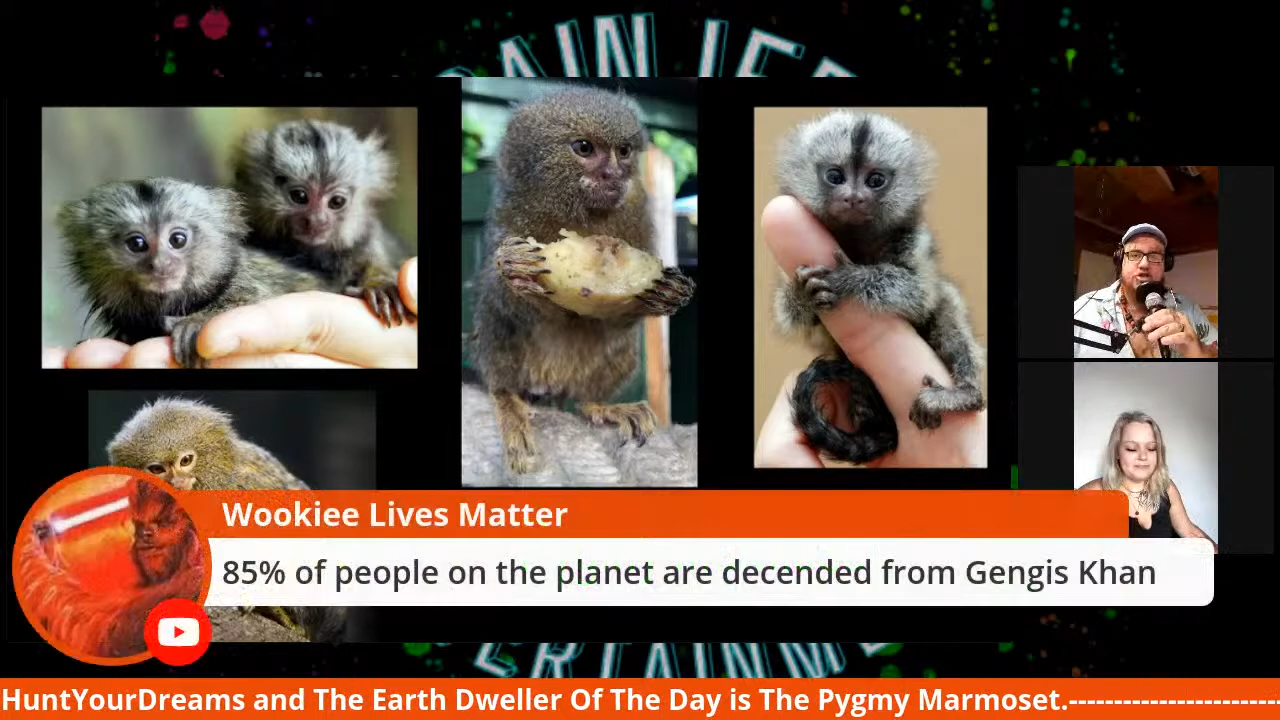 Wookiee Lives Matter
85% of people on the planet are decended from Gengis Khan
HuntYourDreams and The Earth Dweller Of The Day is The Pygmy Marmoset.-----------------------